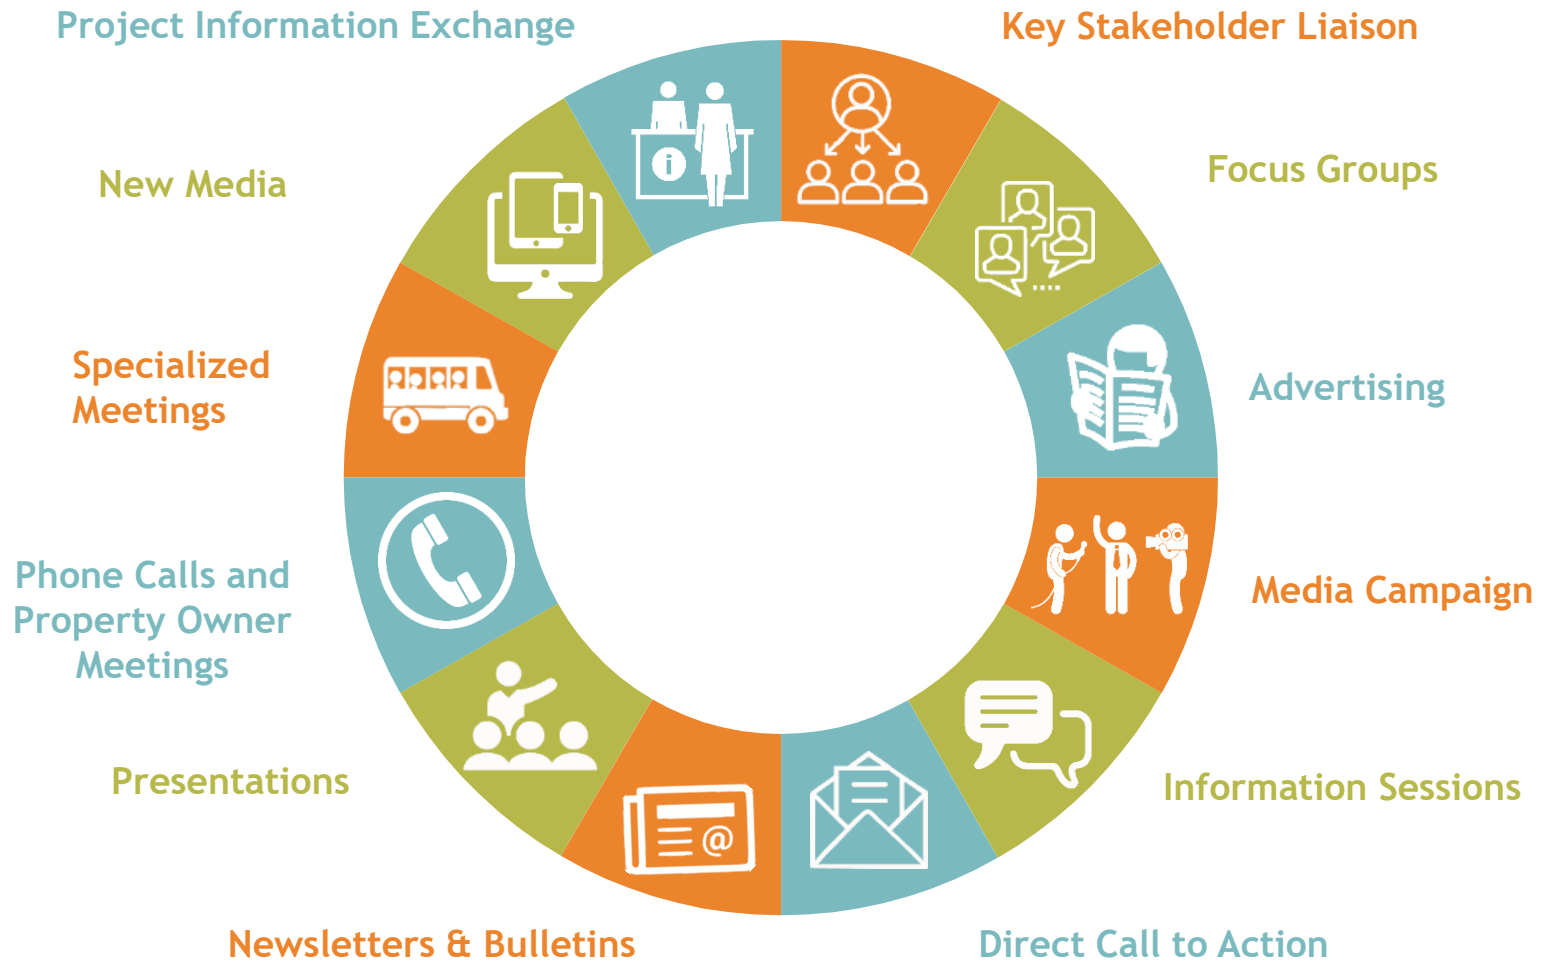 Project Information Exchange
Key Stakeholder Liaison
New Media
Focus Groups
Specialized
Meetings
Advertising
Phone Calls and
Property Owner
Meetings
Media Campaign
Presentations
Information Sessions
Newsletters & Bulletins
Direct Call to Action
i
@